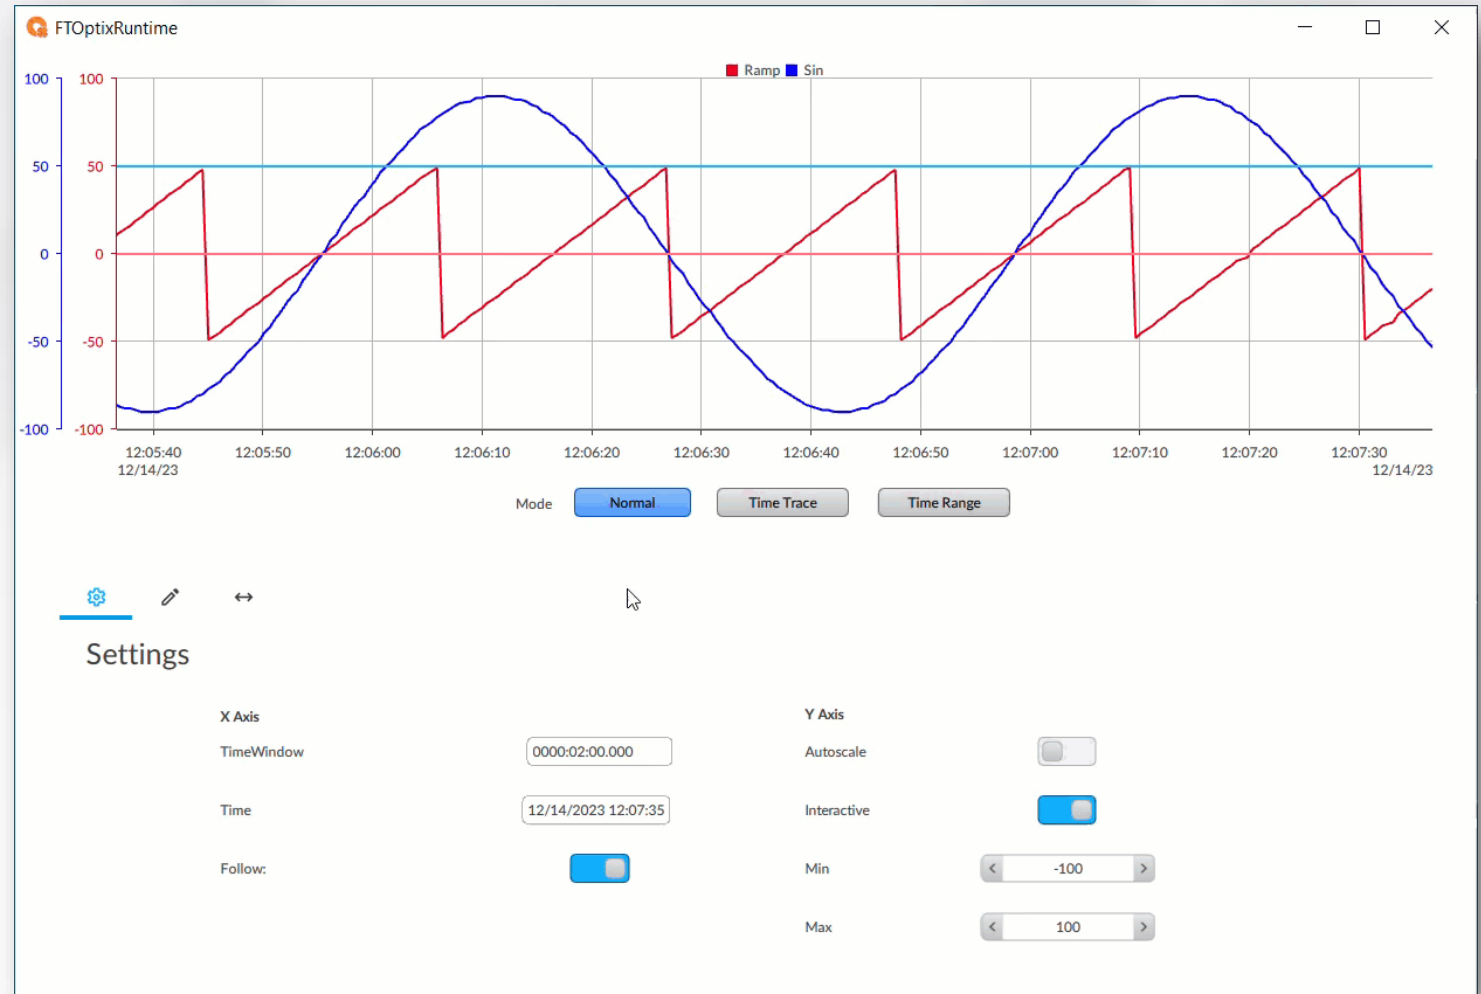 FTOptixRuntime
Ramp Sin
100 100
50 50
0 0
-50 -50
-100 -100
12:05:40 12:05:50 12:06:00 12:06:10 12:06:20 12:06:30 12:06:40 12:06:50 12:07:00 12:07:10 12:07:20 12:07:30
12/14/23 12/14/23
Mode Normal Time Trace Time Range
Settings
X Axis Y Axis
TimeWindow 0000:02:00.000 Autoscale
Time 12/14/2023 12:07:35 Interactive
Follow: Min -100
Max 100